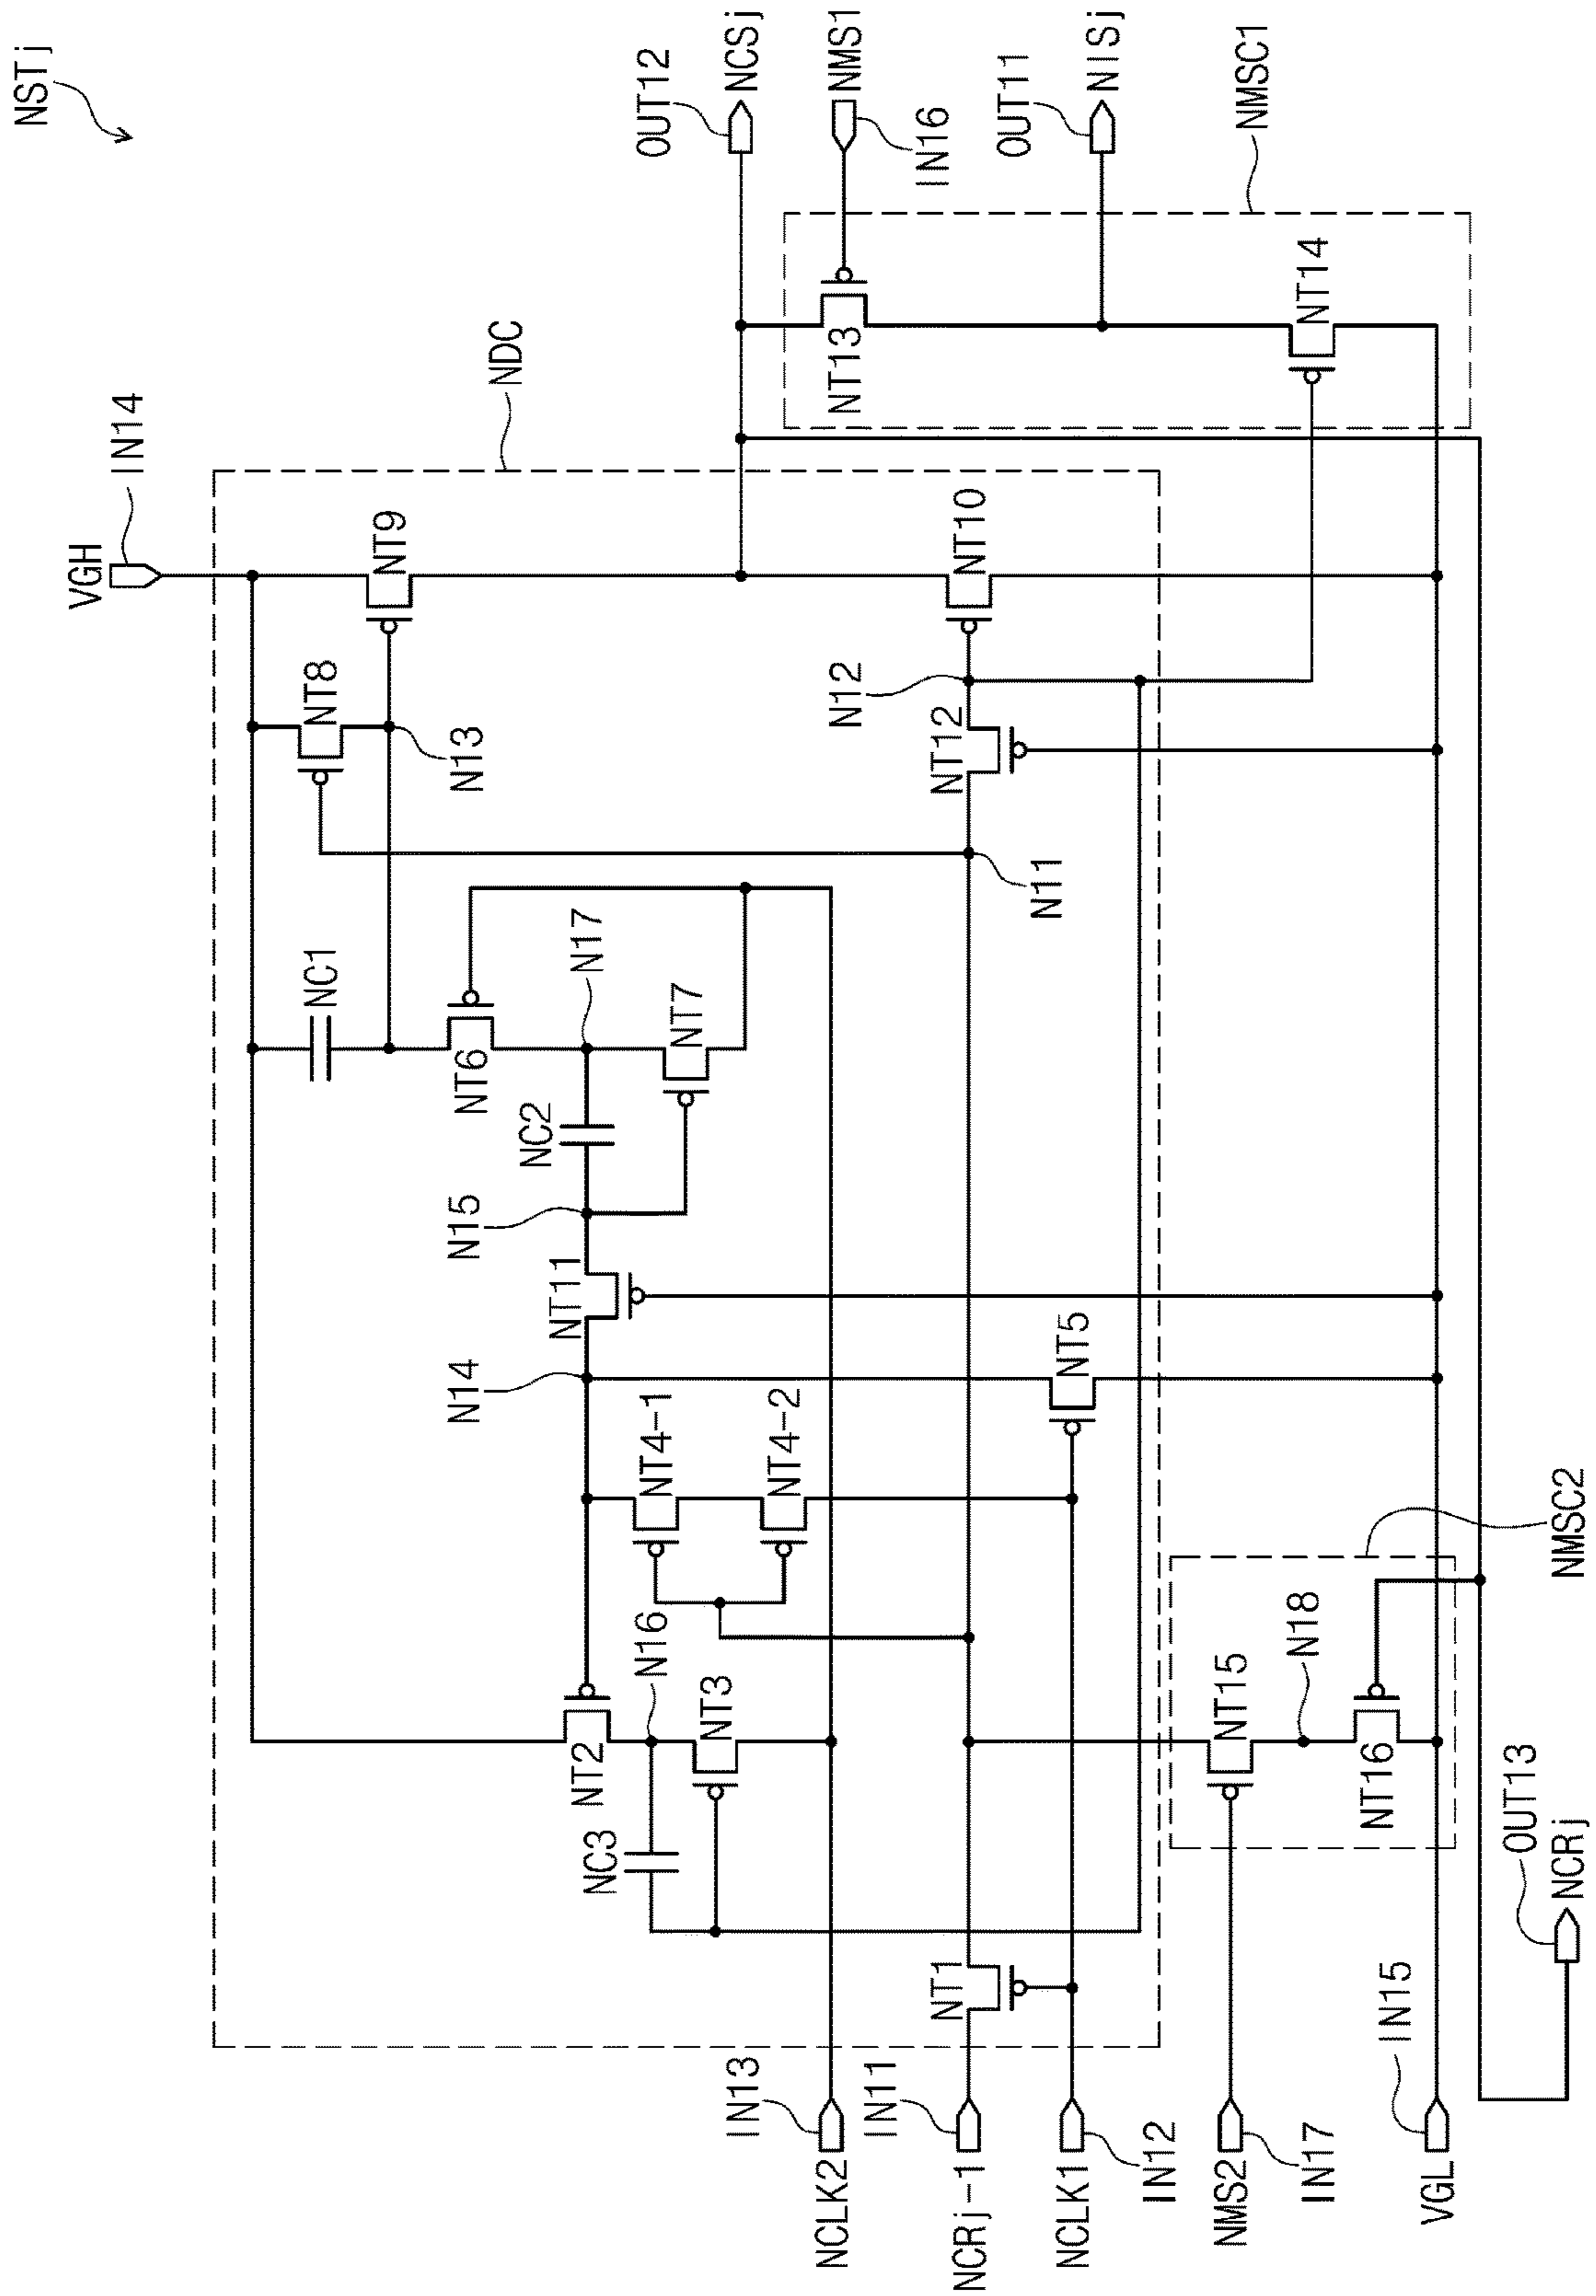 NSTj
VGH
IN14
NDC
OUT12
NCSj
NMS1
IN16
OUT11
NISj
NMSC1
NT13
NT14
NT8
NT9
N13
NC1
NT6
N17
NT7
NC2
N15
NT11
N14
NT4-1
NT4-2
NT5
N12
NT10
NT12
N11
NT2
N16
NT3
NC3
NT1
NT15
N18
NT16
NMSC2
NCLK2
IN13
NCRj-1
IN11
NCLK1
IN12
NMS2
IN17
VGL
IN15
OUT13
NCRj